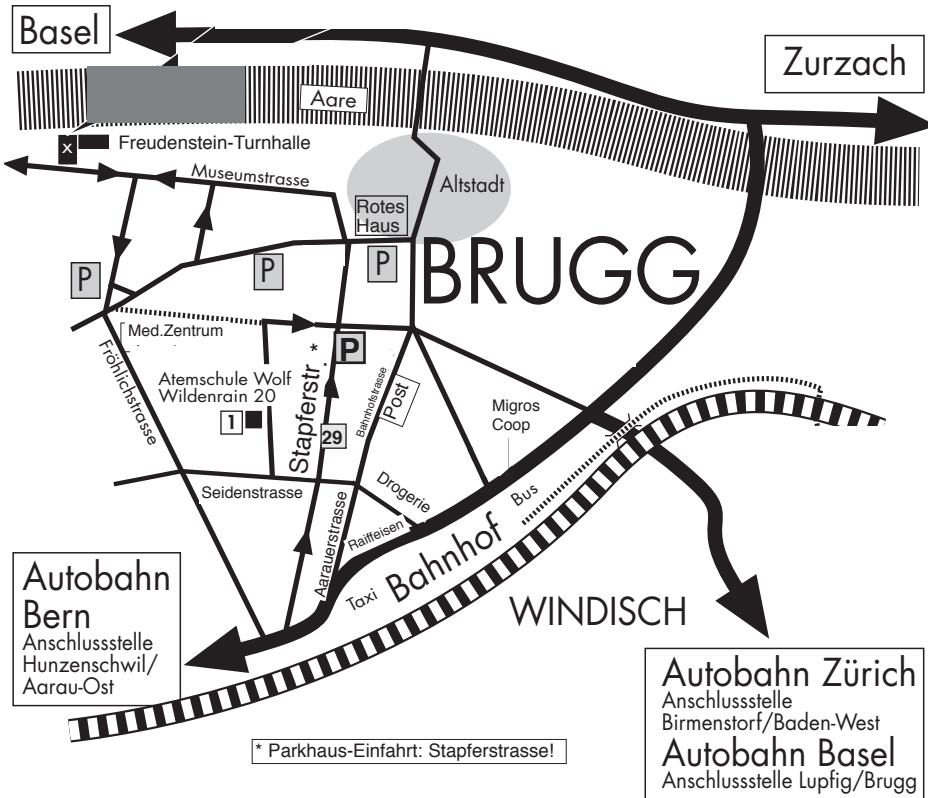 Basel
Zurzach
Aare
x
Freudenstein-Turnhalle
Museumstrasse
Altstadt
Rotes
Haus
P
P
P
BRUGG
Med.Zentrum
P
Fröhlichstrasse
Stapferstr. *
Bahnhofstrasse
Post
Atemschule Wolf
Wildenrain 20
1
29
Migros
Coop
Seidenstrasse
Drogerie
Bus
Aarauerstrasse
Raiffeisen
Taxi
Bahnhof
WINDISCH
Autobahn
Bern
Anschlussstelle
Hunzenschwil/
Aarau-Ost
Autobahn Zürich
Anschlussstelle
Birmenstorf/Baden-West
Autobahn Basel
Anschlussstelle Lupfig/Brugg
* Parkhaus-Einfahrt: Stapferstrasse!